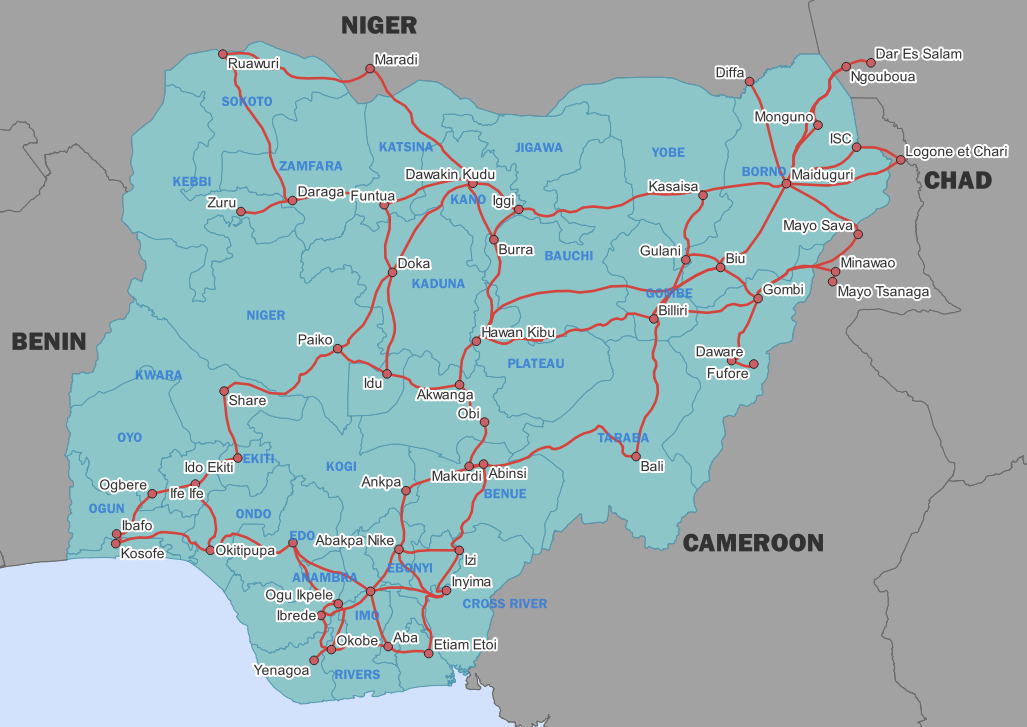 NIGER
Dar Es Salam
Ruawuri
Maradi
Diffa
Ngouboua
SOKOTO
Monguno
ISC
KATSINA
JIGAWA
YOBE
Logone et Chari
ZAMFARA
Dawakin Kudu
BORNO
Maiduguri
CHAD
KEBBI
Daraga
Funtua
KANO
Iggi
Kasaisa
Zuru
Mayo Sava
Burra
BAUCHI
Gulani
Biu
Minawao
Doka
KADUNA
GOMBE
Gombi
Mayo Tsanaga
NIGER
Billiri
BENIN
Paiko
Hawan Kibu
Daware
KWARA
Idu
PLATEAU
Fufore
Share
Akwanga
Obi
OYO
TARABA
Ido Ekiti
EKITI
KOGI
Makurdi
Abinsi
Bali
Ogbere
Ife Ife
Ankpa
BENUE
OGUN
ONDO
Ibafo
EDO
Abakpa Nike
CAMEROON
Kosofe
Okitipupa
Izi
ANAMBRA
EBONYI
Inyima
Ogu Ikpele
CROSS RIVER
Ibrede
IMO
Okobe
Aba
Etiam Etoi
Yenagoa
RIVERS